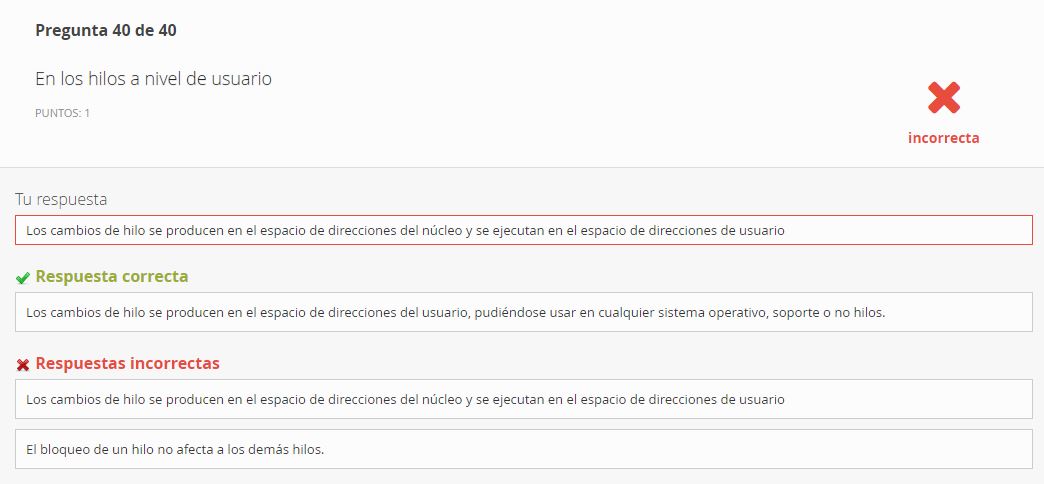 Pregunta 40 de 40
En los hilos a nivel de usuario
PUNTOS: 1
incorrecta
Tu respuesta
Los cambios de hilo se producen en el espacio de direcciones del núcleo y se ejecutan en el espacio de direcciones de usuario
Respuesta correcta
Los cambios de hilo se producen en el espacio de direcciones del usuario, pudiéndose usar en cualquier sistema operativo, soporte o no hilos.
Respuestas incorrectas
Los cambios de hilo se producen en el espacio de direcciones del núcleo y se ejecutan en el espacio de direcciones de usuario
El bloqueo de un hilo no afecta a los demás hilos.